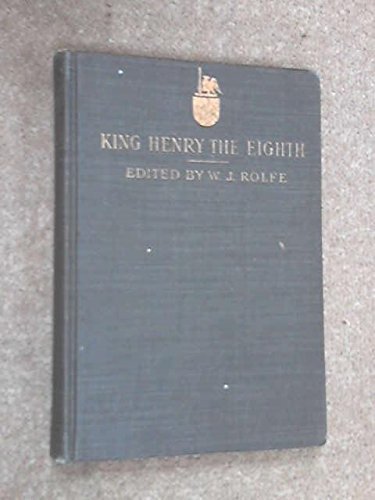 KING HENRY THE EIGHTH
EDITED BY W. J. ROLFE